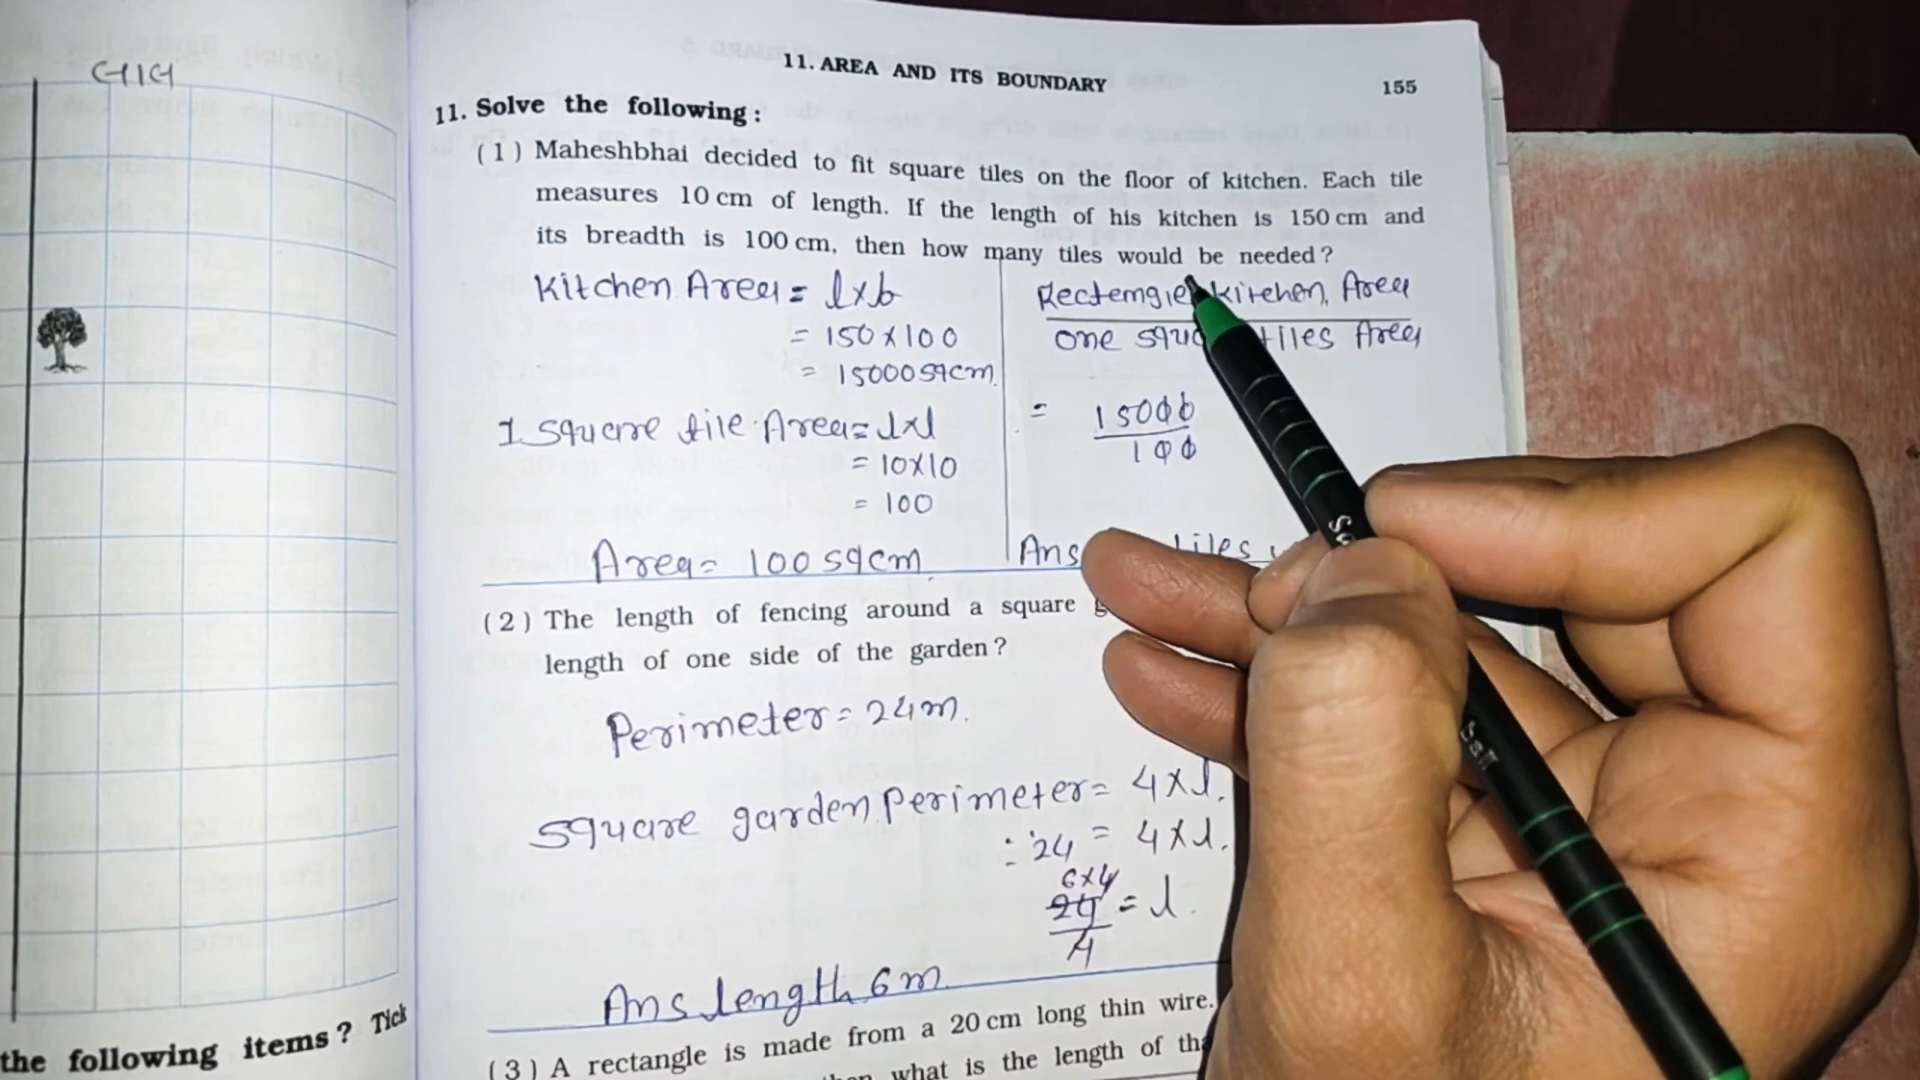 the following items? Tick
11. AREA AND ITS BOUNDARY
155
11. Solve the following :
(1) Maheshbhai decided to fit square tiles on the floor of kitchen. Each tile
measures 10 cm of length. If the length of his kitchen is 150 cm and
its breadth is 100 cm, then how many tiles would be needed ?
Kitchen Area = l×b
= 150×100
= 15000sqcm.
1 Square tile Area = l×l
= 10×10
= 100
Area = 100 sqcm.
kitchen Area
one tiles Area
= 15000
100
Ans tiles
(2) The length of fencing around a square
length of one side of the garden ?
Perimeter = 24m.
square garden perimeter = 4×l.
∴ 24 = 4×l.
6×4
24 = l.
4
Ans length 6m
(3) A rectangle is made from a 20 cm long thin wire.
what is the length of